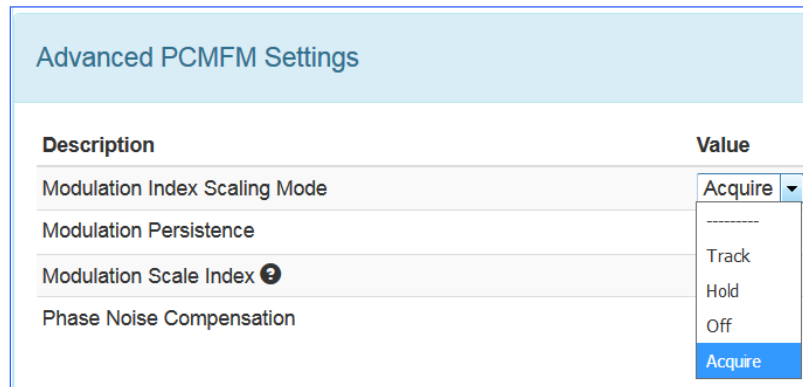 Advanced PCMFM Settings
Description Value
Modulation Index Scaling Mode Acquire
Modulation Persistence
Modulation Scale Index ?
Phase Noise Compensation
---------
Track
Hold
Off
Acquire